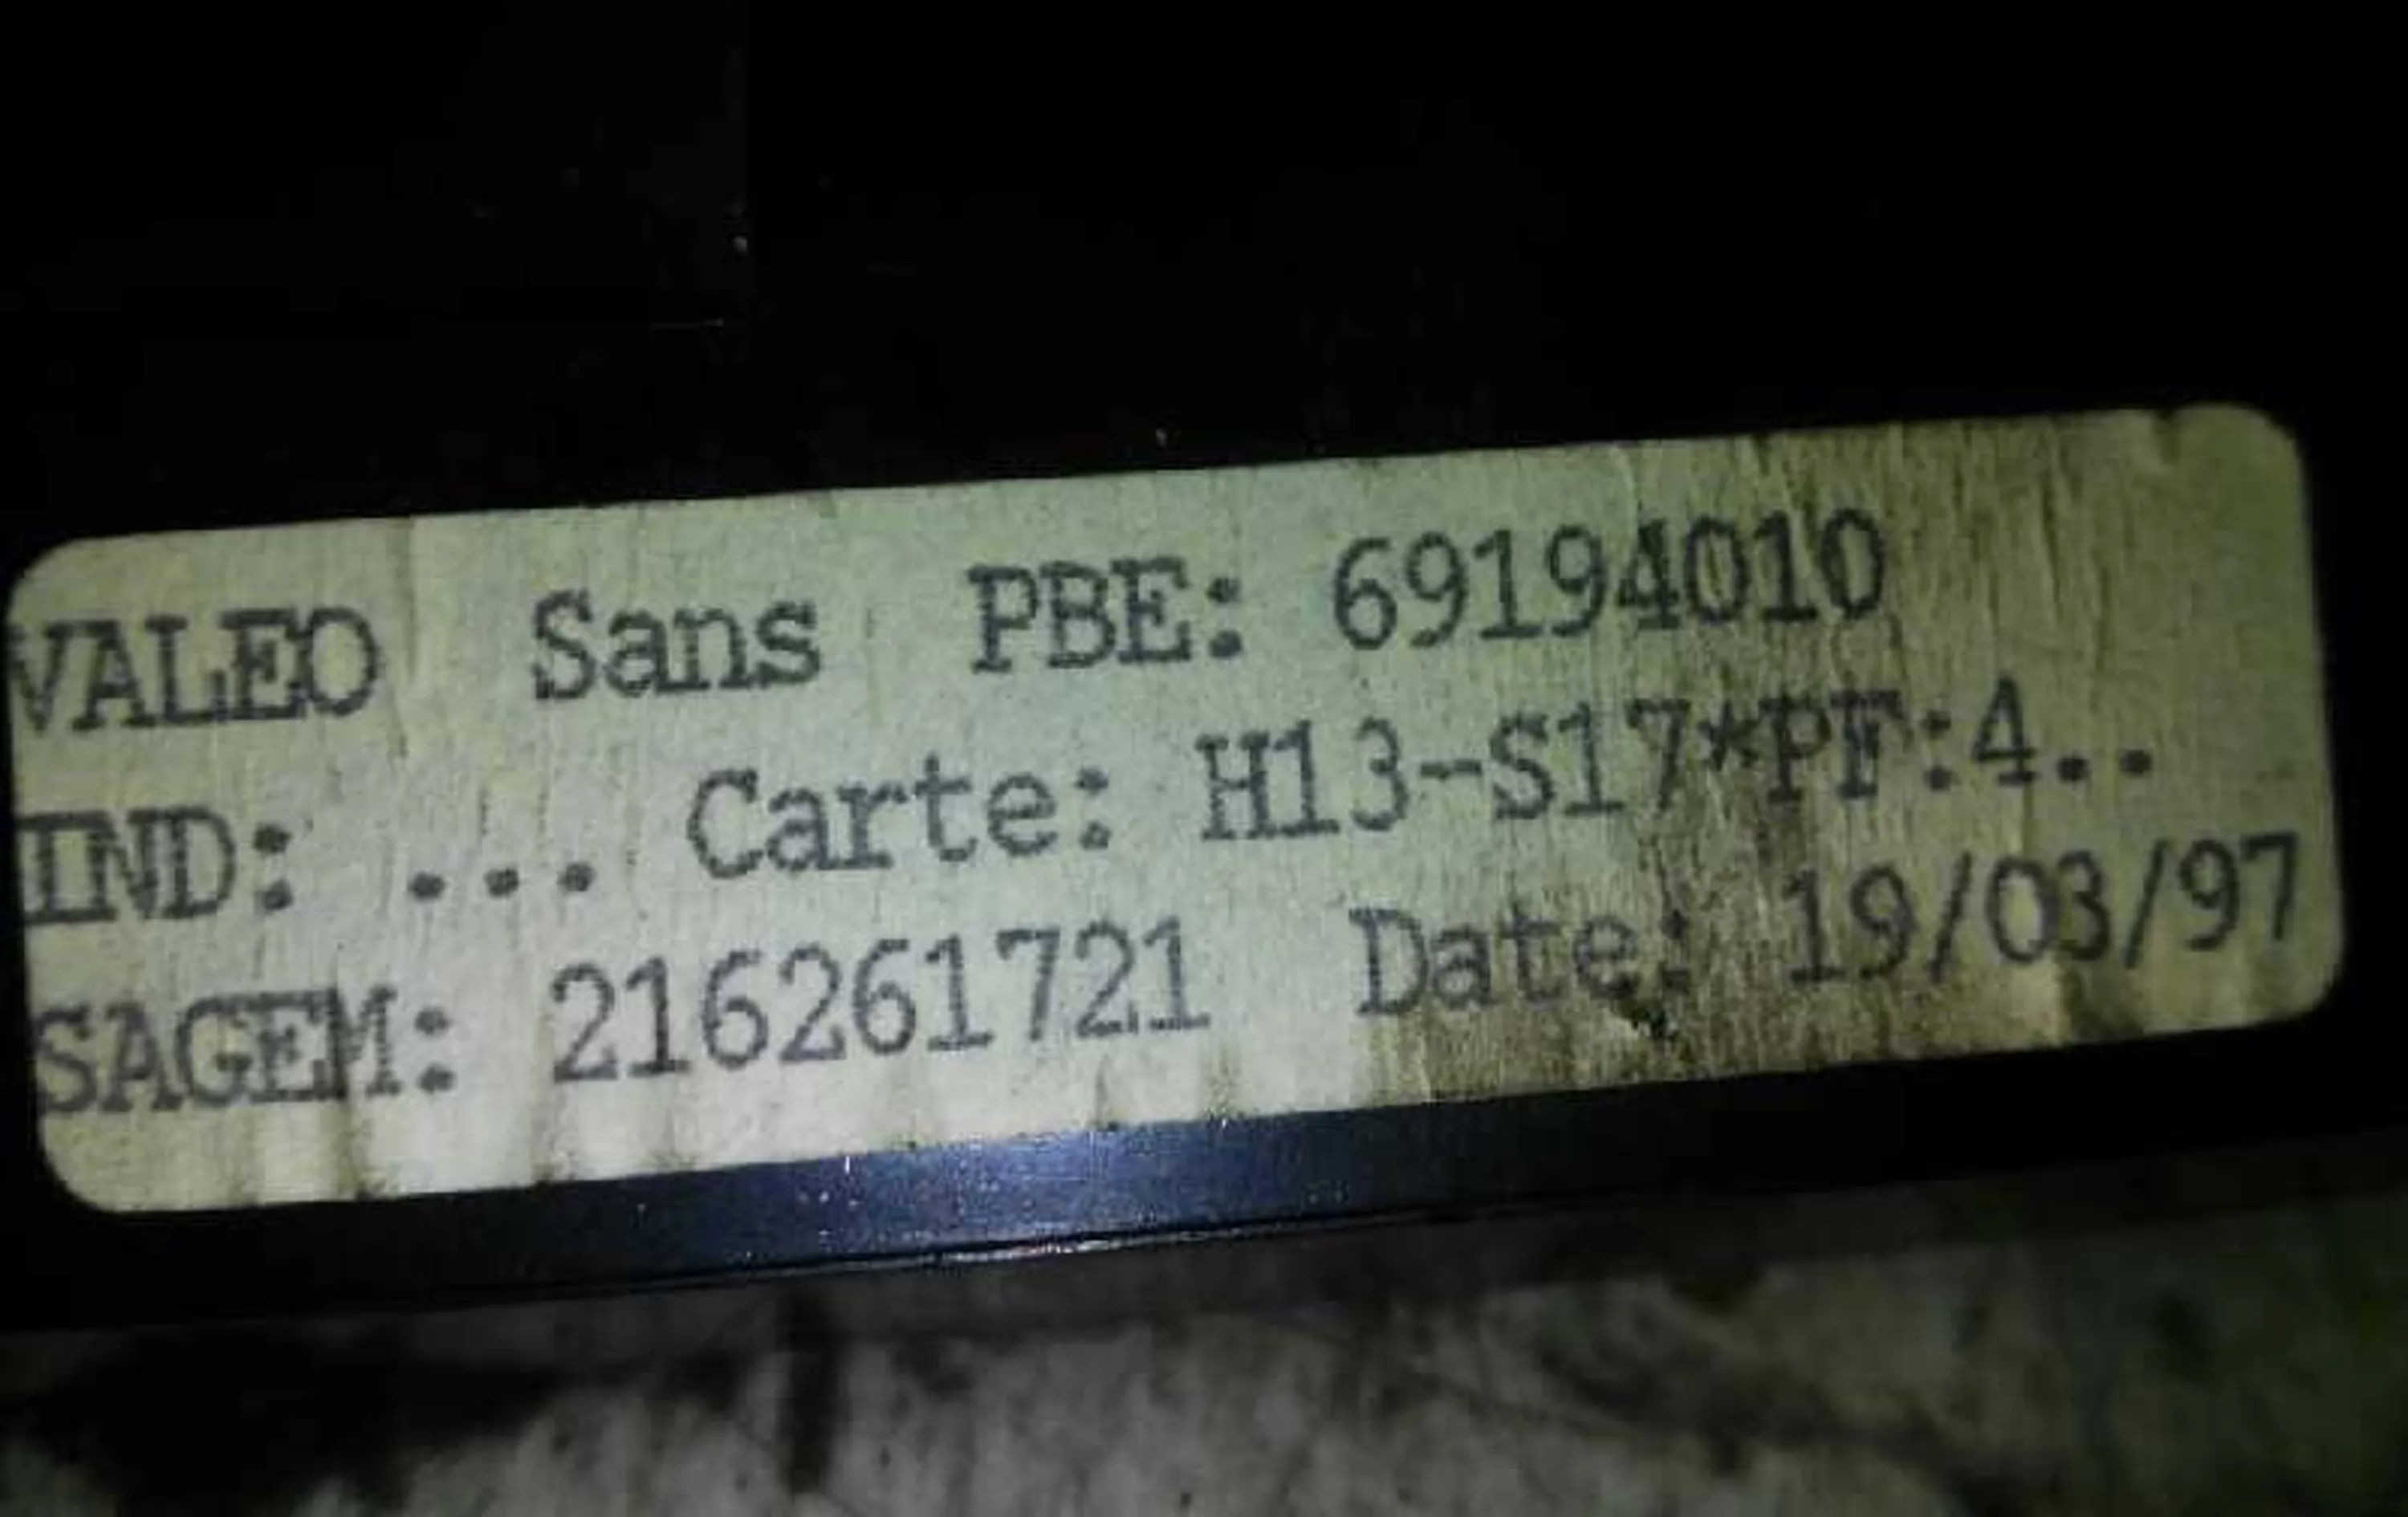 VALEO Sans PBE: 69194010
IND: ... Carte: H13-S17*PF:4..
SAGEM: 216261721 Date: 19/03/97